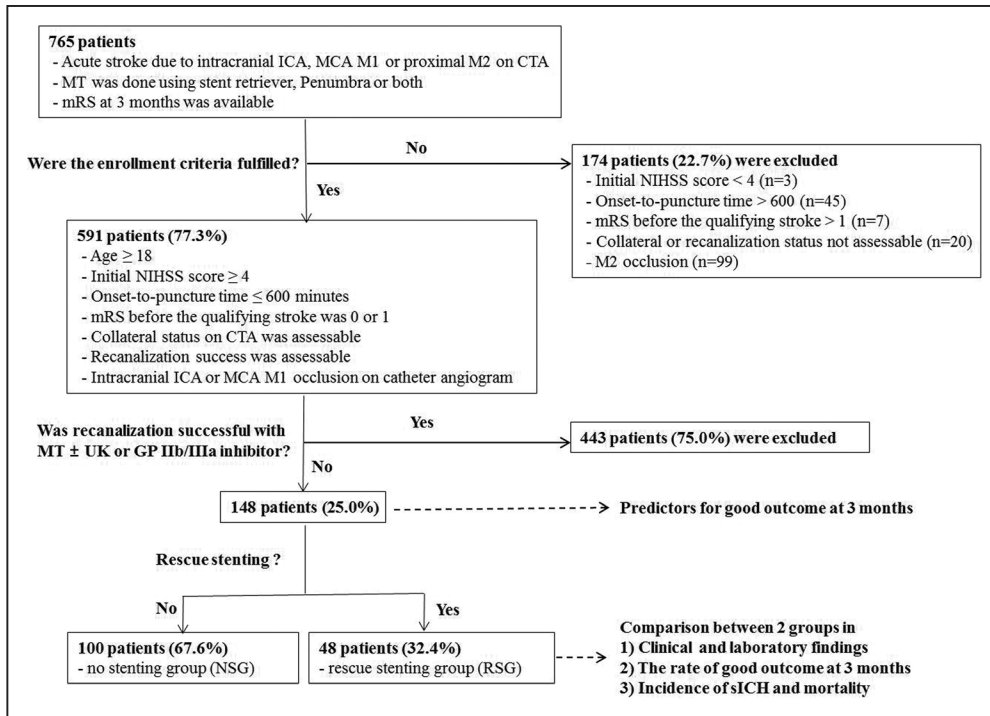 765 patients
- Acute stroke due to intracranial ICA, MCA M1 or proximal M2 on CTA
- MT was done using stent retriever, Penumbra or both
- mRS at 3 months was available
Were the enrollment criteria fulfilled?
No
Yes
174 patients (22.7%) were excluded
- Initial NIHSS score < 4 (n=3)
- Onset-to-puncture time > 600 (n=45)
- mRS before the qualifying stroke > 1 (n=7)
- Collateral or recanalization status not assessable (n=20)
- M2 occlusion (n=99)
591 patients (77.3%)
- Age ≥ 18
- Initial NIHSS score ≥ 4
- Onset-to-puncture time ≤ 600 minutes
- mRS before the qualifying stroke was 0 or 1
- Collateral status on CTA was assessable
- Recanalization success was assessable
- Intracranial ICA or MCA M1 occlusion on catheter angiogram
Was recanalization successful with
MT ± UK or GP IIb/IIIa inhibitor?
Yes
No
443 patients (75.0%) were excluded
148 patients (25.0%)
Predictors for good outcome at 3 months
Rescue stenting ?
No
Yes
100 patients (67.6%)
- no stenting group (NSG)
48 patients (32.4%)
- rescue stenting group (RSG)
Comparison between 2 groups in
1) Clinical and laboratory findings
2) The rate of good outcome at 3 months
3) Incidence of sICH and mortality